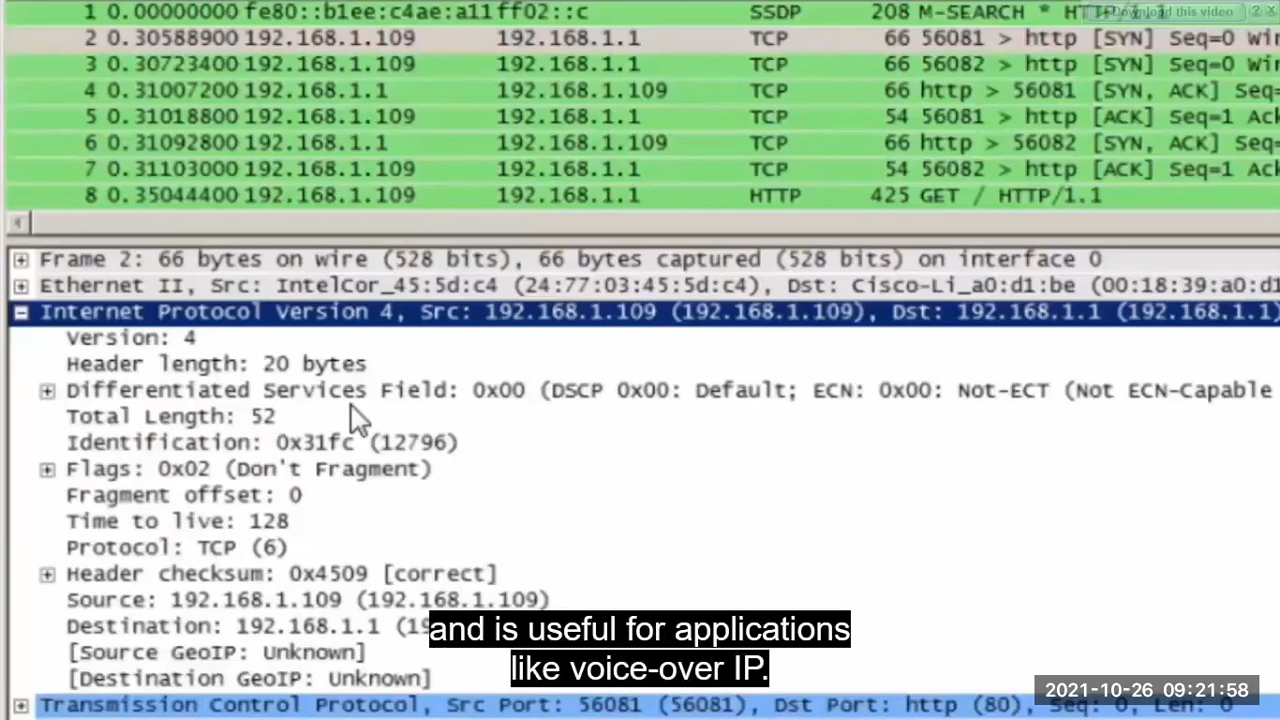 1 0.00000000 fe80::b1ee:c4ae:a11 ff02::c SSDP 208 M-SEARCH * HTTP/1.1
Download this video ? X
2 0.30588900 192.168.1.109 192.168.1.1 TCP 66 56081 > http [SYN] Seq=0 Win
3 0.30723400 192.168.1.109 192.168.1.1 TCP 66 56082 > http [SYN] Seq=0 Win
4 0.31007200 192.168.1.1 192.168.1.109 TCP 66 http > 56081 [SYN, ACK] Seq=
5 0.31018800 192.168.1.109 192.168.1.1 TCP 54 56081 > http [ACK] Seq=1 Ack
6 0.31092800 192.168.1.1 192.168.1.109 TCP 66 http > 56082 [SYN, ACK] Seq=
7 0.31103000 192.168.1.109 192.168.1.1 TCP 54 56082 > http [ACK] Seq=1 Ack
8 0.35044400 192.168.1.109 192.168.1.1 HTTP 425 GET / HTTP/1.1
Frame 2: 66 bytes on wire (528 bits), 66 bytes captured (528 bits) on interface 0
Ethernet II, Src: IntelCor_45:5d:c4 (24:77:03:45:5d:c4), Dst: Cisco-Li_a0:d1:be (00:18:39:a0:d1
Internet Protocol Version 4, Src: 192.168.1.109 (192.168.1.109), Dst: 192.168.1.1 (192.168.1.1)
Version: 4
Header length: 20 bytes
Differentiated Services Field: 0x00 (DSCP 0x00: Default; ECN: 0x00: Not-ECT (Not ECN-Capable
Total Length: 52
Identification: 0x31fc (12796)
Flags: 0x02 (Don't Fragment)
Fragment offset: 0
Time to live: 128
Protocol: TCP (6)
Header checksum: 0x4509 [correct]
Source: 192.168.1.109 (192.168.1.109)
Destination: 192.168.1.1 (19
[Source GeoIP: Unknown]
[Destination GeoIP: Unknown]
Transmission Control Protocol, Src Port: 56081 (56081), Dst Port: http (80), Seq: 0, Len: 0
and is useful for applications
like voice-over IP.
2021-10-26 09:21:58